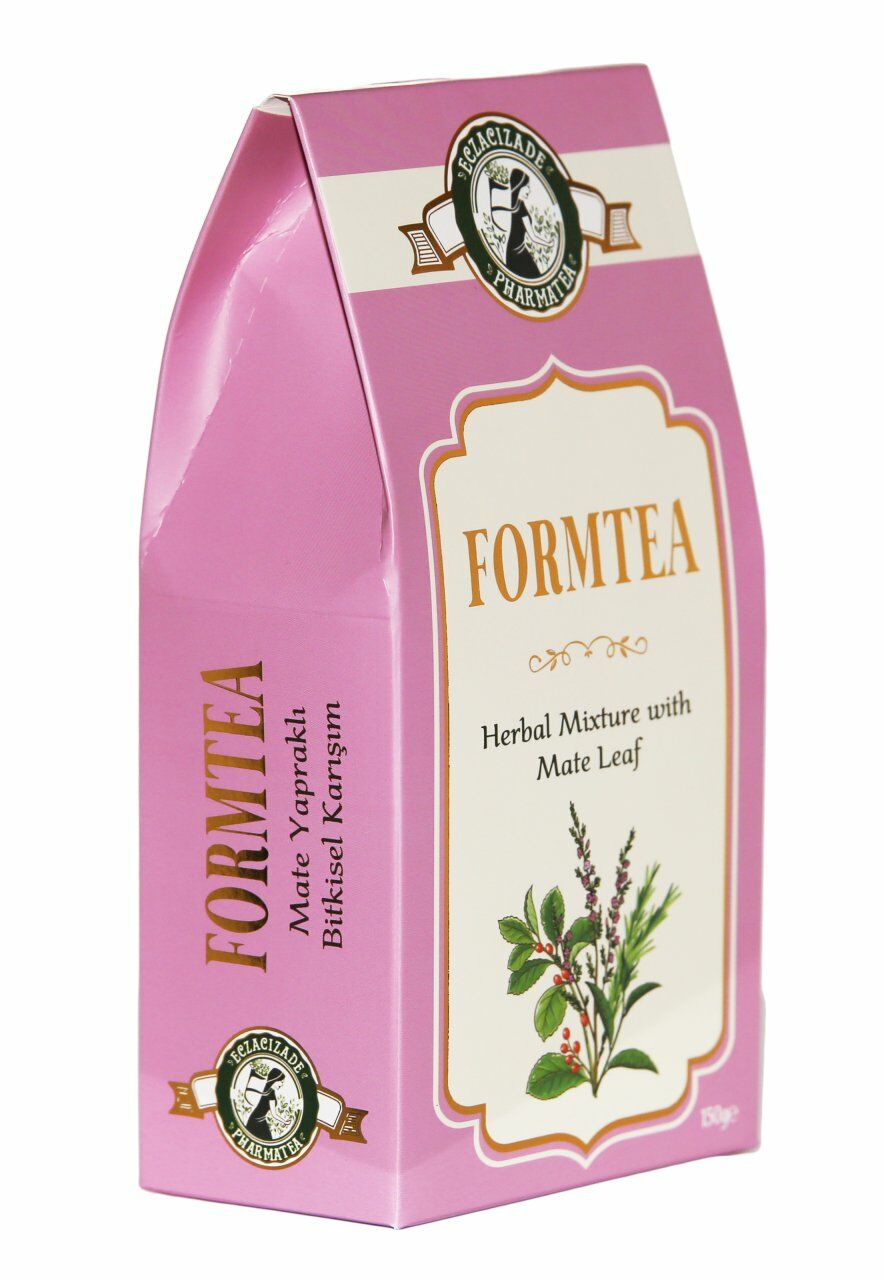 ECZACIZADE
PHARMATEA
FORMTEA
Herbal Mixture with
Mate Leaf
150g℮
FORMTEA
Mate Yapraklı
Bitkisel Karışım
ECZACIZADE
PHARMATEA